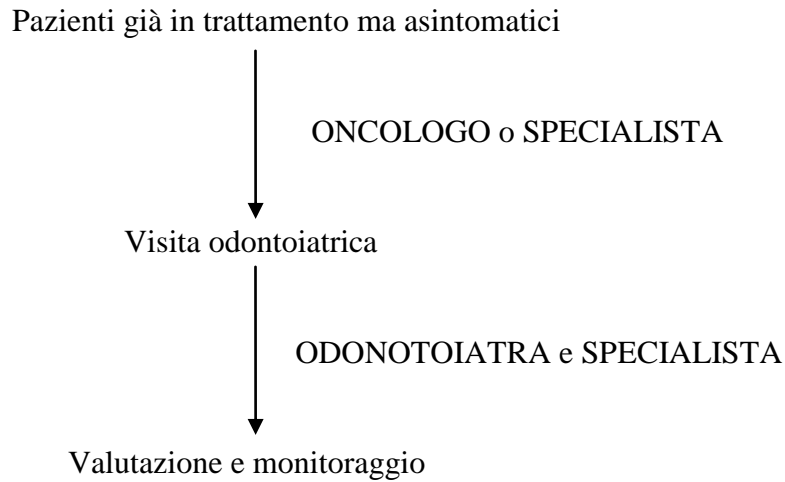 Pazienti già in trattamento ma asintomatici
ONCOLOGO o SPECIALISTA
Visita odontoiatrica
ODONOTOIATRA e SPECIALISTA
Valutazione e monitoraggio